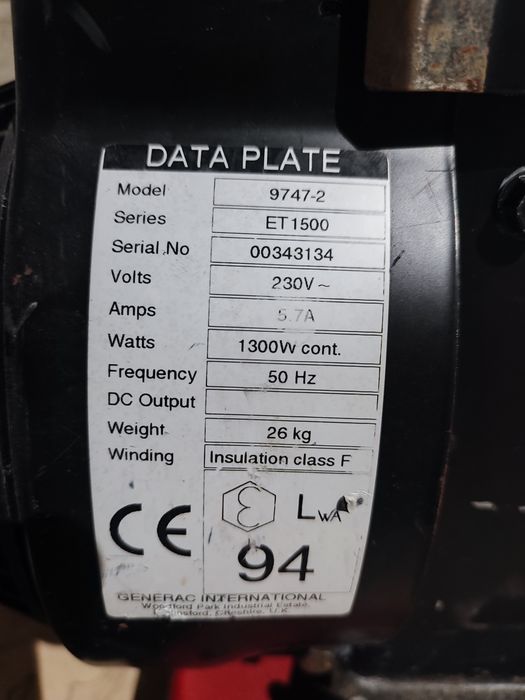 DATA PLATE
Model 9747-2
Series ET1500
Serial.No 00343134
Volts 230V ~
Amps 5.7A
Watts 1300W cont.
Frequency 50 Hz
DC Output
Weight 26 kg
Winding Insulation class F
CE ε LWA
94
GENERAC INTERNATIONAL
Woodford Park Industrial Estate,
Cheshire, U.K.